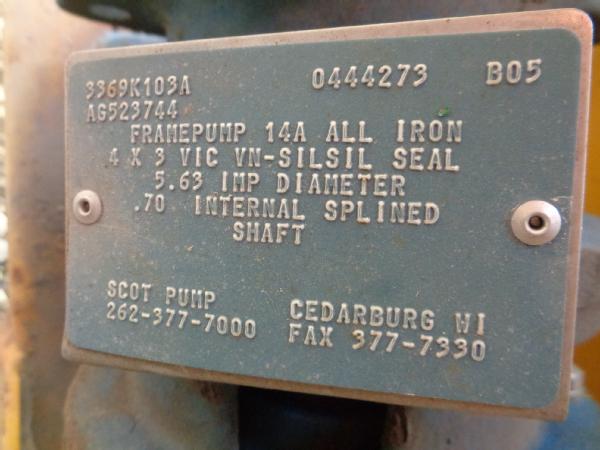 3369K103A 0444273 B05
AG523744
FRAMEPUMP 14A ALL IRON
4 X 3 VIC VN-SILSIL SEAL
5.63 IMP DIAMETER
.70 INTERNAL SPLINED
SHAFT
SCOT PUMP CEDARBURG WI
262-377-7000 FAX 377-7330